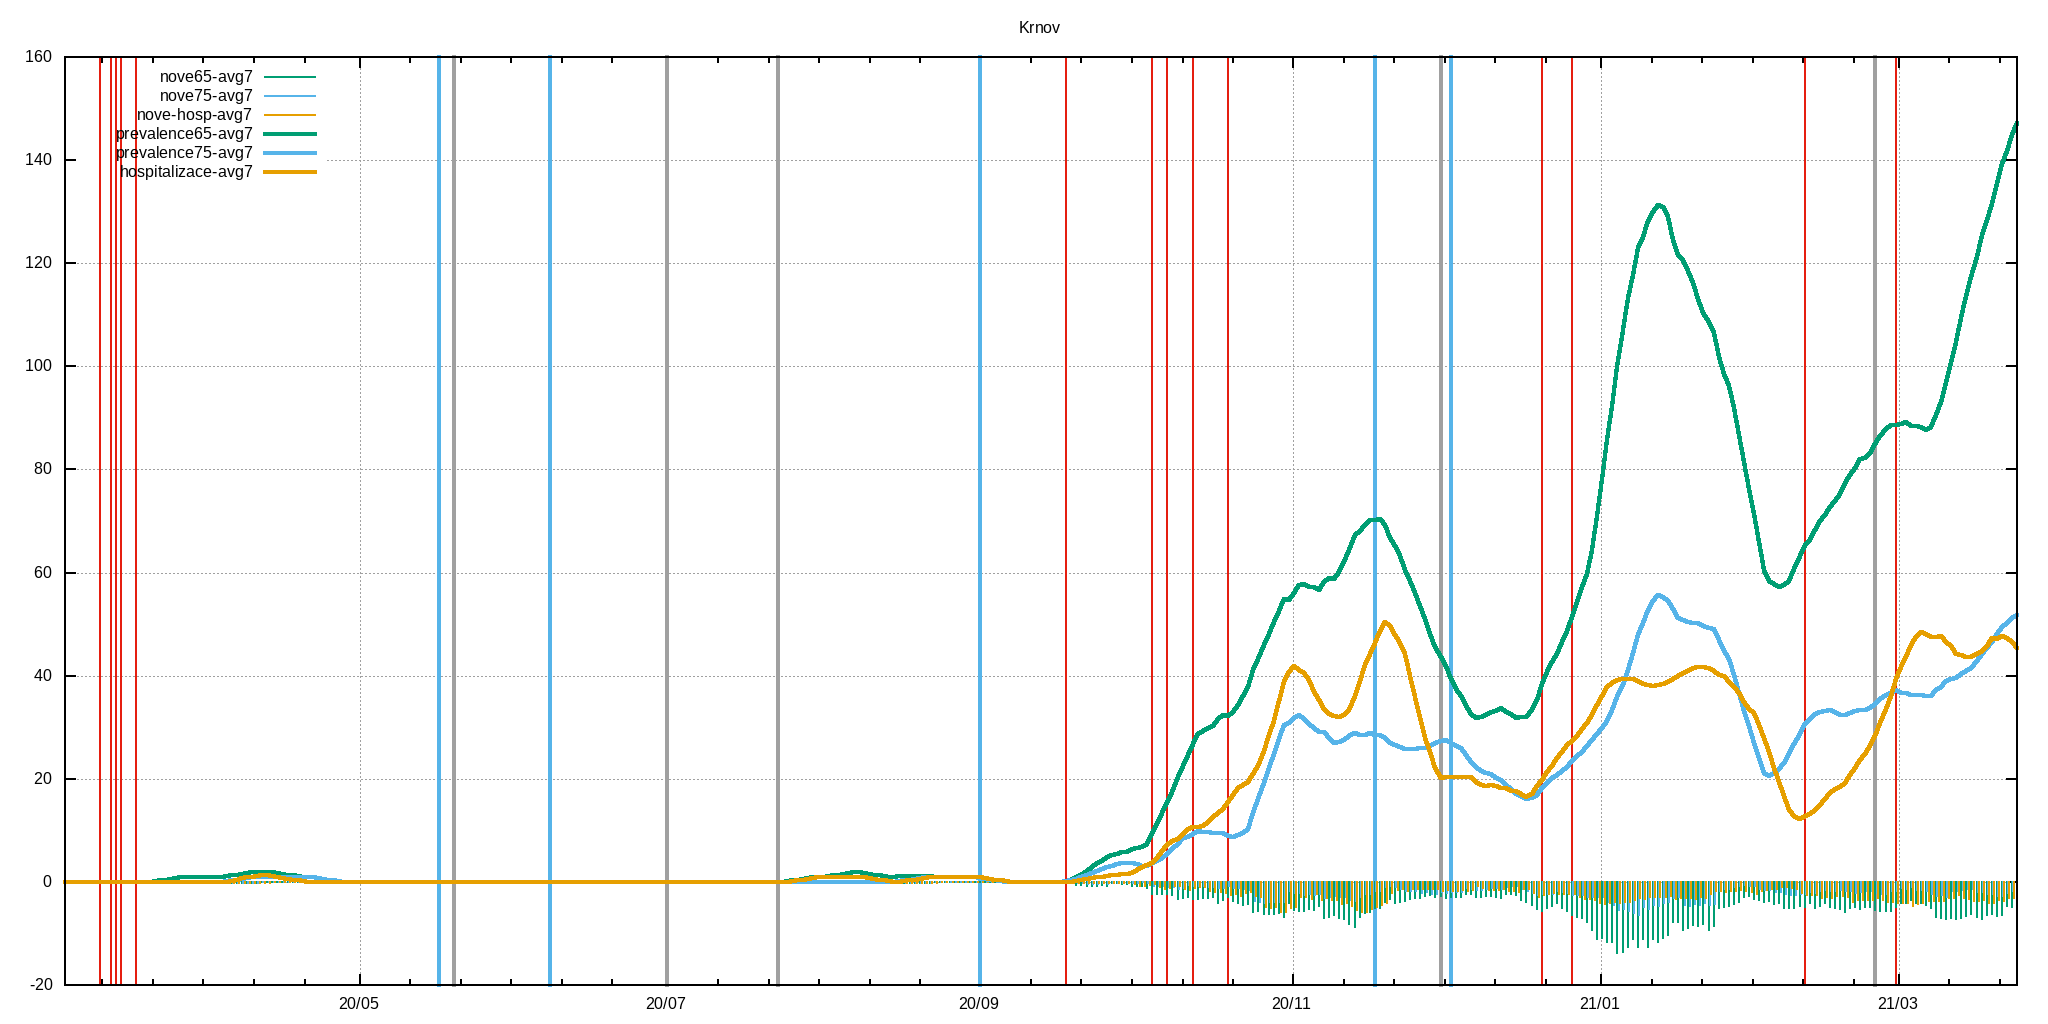 Krnov
160
140
120
100
80
60
40
20
0
-20
nove65-avg7
nove75-avg7
nove-hosp-avg7
prevalence65-avg7
prevalence75-avg7
hospitalizace-avg7
20/05
20/07
20/09
20/11
21/01
21/03